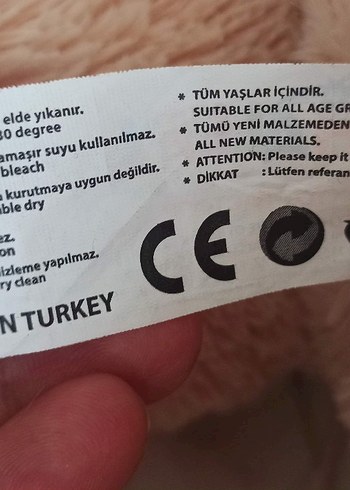 elde yıkanır.
30 degree
amaşır suyu kullanılmaz.
bleach
kurutmaya uygun değildir.
ble dry
ez.
on
izleme yapılmaz.
ry clean
N TURKEY
* TÜM YAŞLAR İÇİNDİR.
SUITABLE FOR ALL AGE GR
* TÜMÜ YENİ MALZEMEDEN
ALL NEW MATERIALS.
* ATTENTION: Please keep it
* DİKKAT : Lütfen referan
CE